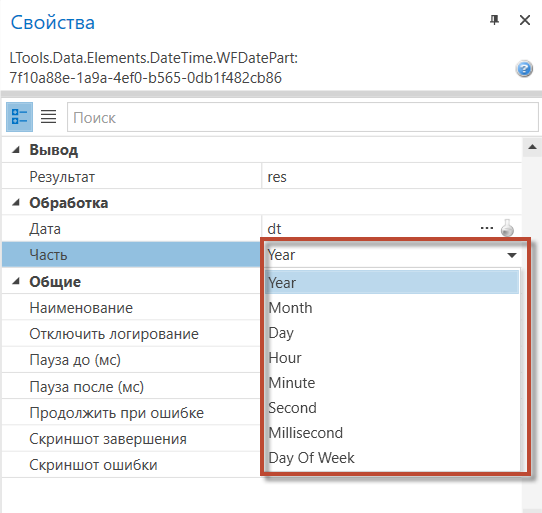 Свойства
LTools.Data.Elements.DateTime.WFDatePart:
7f10a88e-1a9a-4ef0-b565-0db1f482cb86
Поиск
Вывод
Результат res
Обработка
Дата dt ...
Часть Year
Общие Year
Наименование Month
Отключить логирование Day
Пауза до (мс) Hour
Пауза после (мс) Minute
Продолжить при ошибке Second
Скриншот завершения Millisecond
Скриншот ошибки Day Of Week